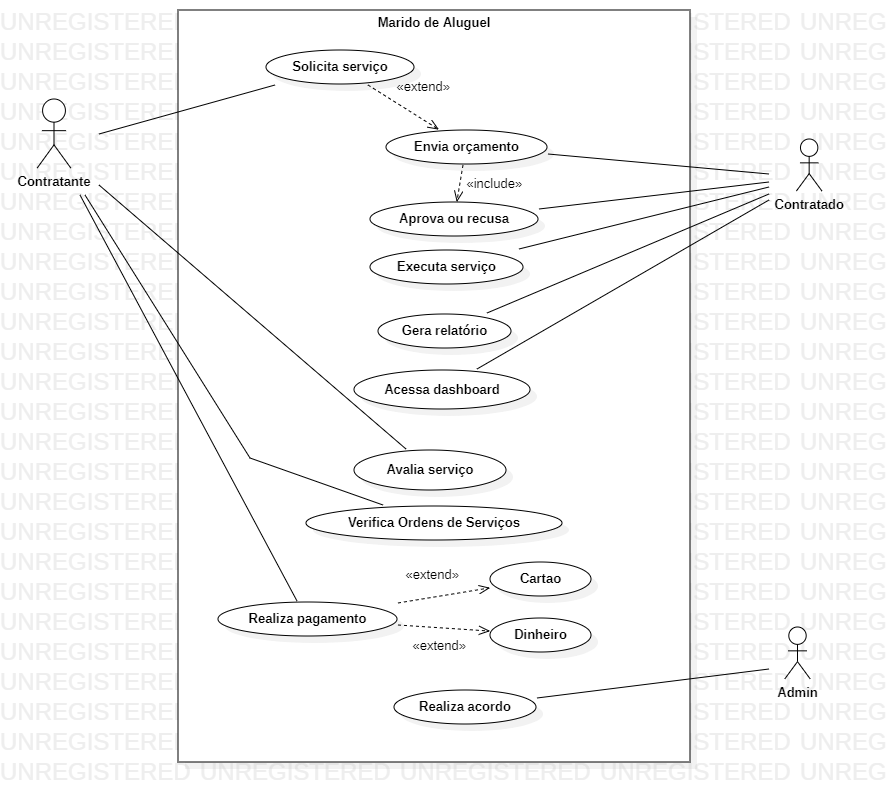 Marido de Aluguel
Solicita serviço
«extend»
Envia orçamento
«include»
Contratante
Aprova ou recusa
Contratado
Executa serviço
Gera relatório
Acessa dashboard
Avalia serviço
Verifica Ordens de Serviços
«extend»
Cartao
Realiza pagamento
Dinheiro
«extend»
Admin
Realiza acordo
UNREGISTERED UNREGISTERED UNREGISTERED UNREGISTERED UNREG